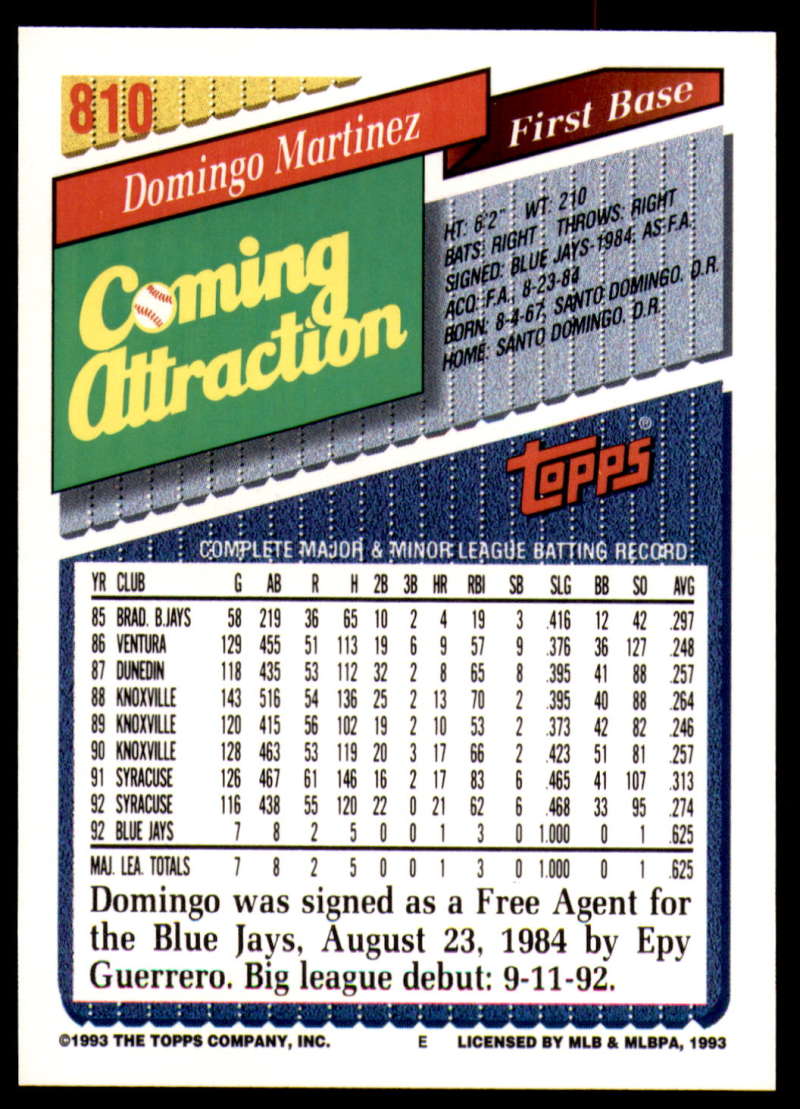 810
Domingo Martinez
First Base
Coming
Attraction
HT: 6'2" WT: 210
BATS: RIGHT THROWS: RIGHT
SIGNED: BLUE JAYS-1984, AS F.A.
ACQ: F.A., 8-23-84
BORN: 8-4-67, SANTO DOMINGO, D.R.
HOME: SANTO DOMINGO, D.R.
topps®
COMPLETE MAJOR & MINOR LEAGUE BATTING RECORD
YR CLUB G AB R H 2B 3B HR RBI SB SLG BB SO AVG
85 BRAD. B.JAYS 58 219 36 65 10 2 4 19 3 .416 12 42 .297
86 VENTURA 129 455 51 113 19 6 9 57 9 .376 36 127 .248
87 DUNEDIN 118 435 53 112 32 2 8 65 8 .395 41 88 .257
88 KNOXVILLE 143 516 54 136 25 2 13 70 2 .395 40 88 .264
89 KNOXVILLE 120 415 56 102 19 2 10 53 2 .373 42 82 .246
90 KNOXVILLE 128 463 53 119 20 3 17 66 2 .423 51 81 .257
91 SYRACUSE 126 467 61 146 16 2 17 83 6 .465 41 107 .313
92 SYRACUSE 116 438 55 120 22 0 21 62 6 .468 33 95 .274
92 BLUE JAYS 7 8 2 5 0 0 1 3 0 1.000 0 1 .625
MAJ. LEA. TOTALS 7 8 2 5 0 0 1 3 0 1.000 0 1 .625
Domingo was signed as a Free Agent for
the Blue Jays, August 23, 1984 by Epy
Guerrero. Big league debut: 9-11-92.
©1993 THE TOPPS COMPANY, INC. E LICENSED BY MLB & MLBPA, 1993